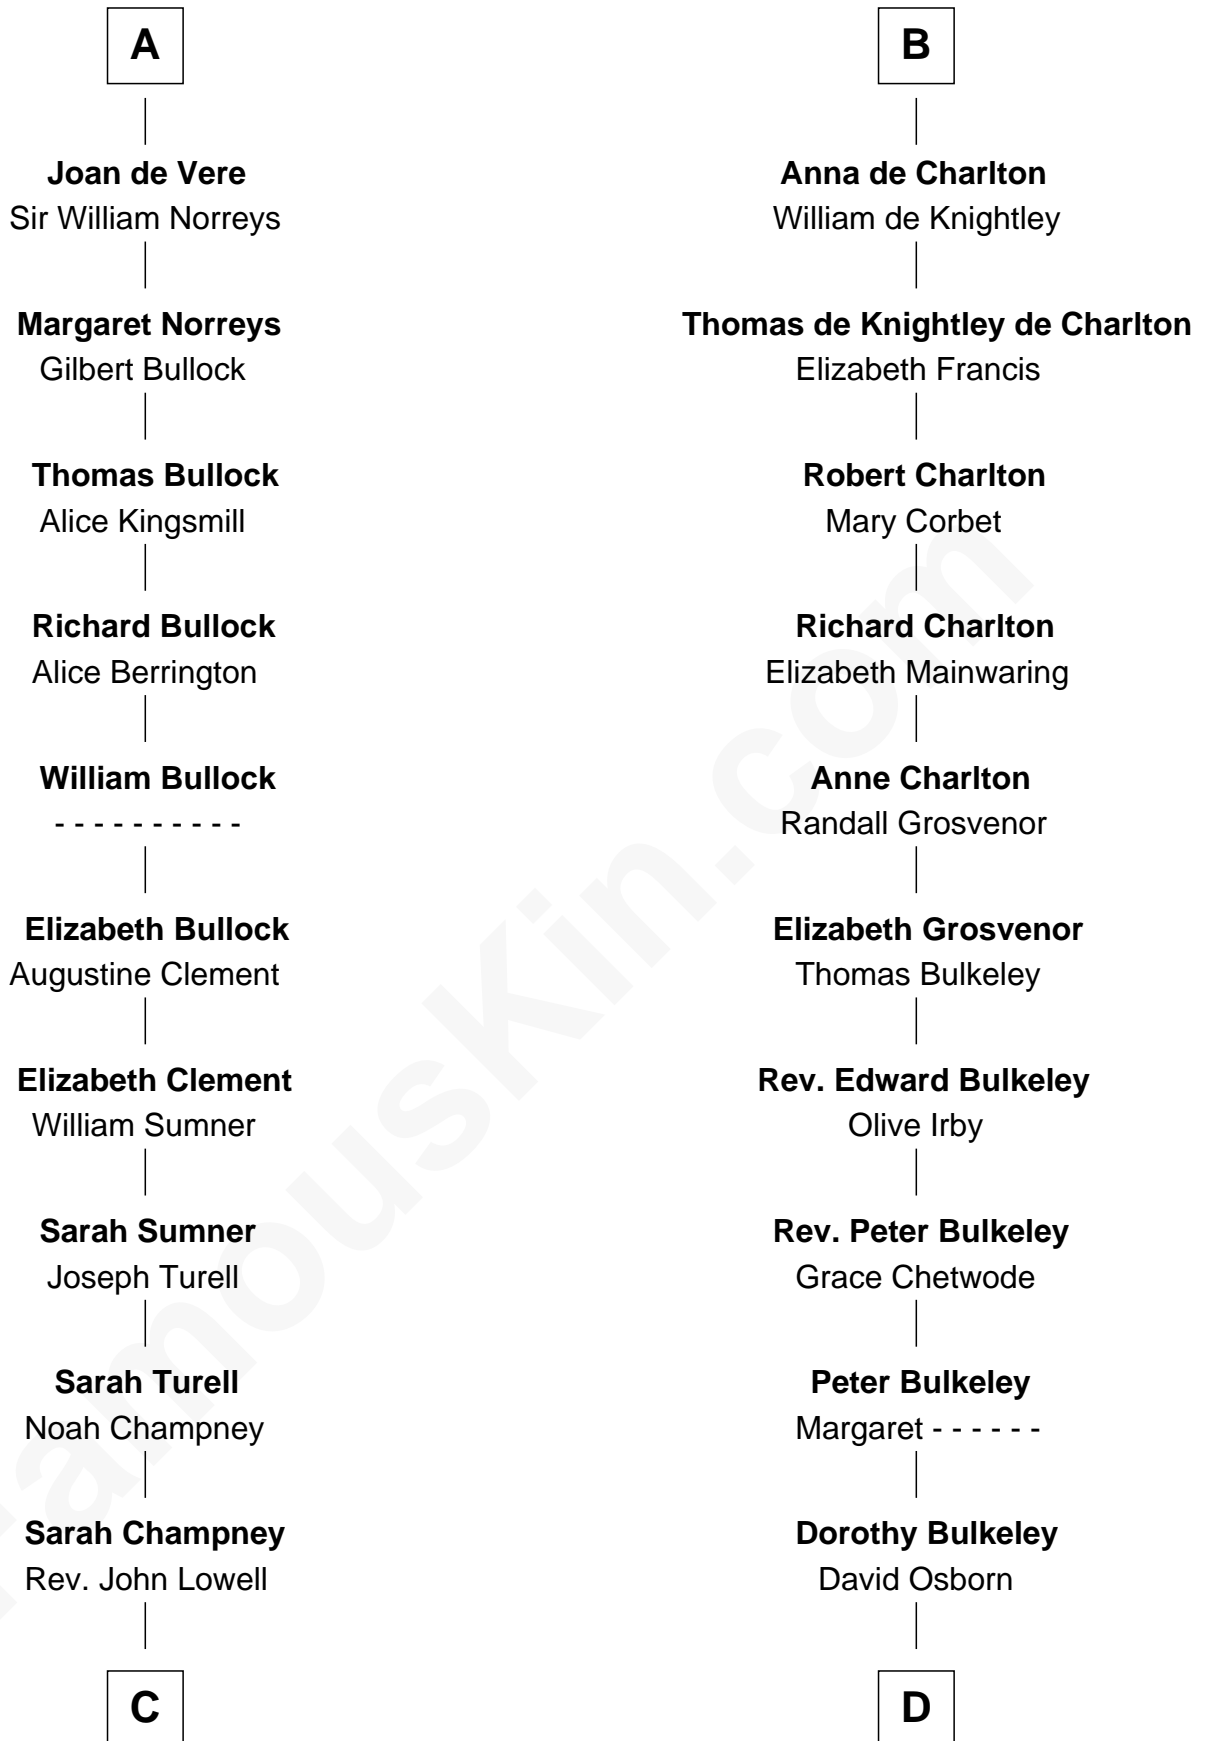 A
Joan de Vere
Sir William Norreys
Margaret Norreys
Gilbert Bullock
Thomas Bullock
Alice Kingsmill
Richard Bullock
Alice Berrington
William Bullock
- - - - - - - - - -
Elizabeth Bullock
Augustine Clement
Elizabeth Clement
William Sumner
Sarah Sumner
Joseph Turell
Sarah Turell
Noah Champney
Sarah Champney
Rev. John Lowell
C
B
Anna de Charlton
William de Knightley
Thomas de Knightley de Charlton
Elizabeth Francis
Robert Charlton
Mary Corbet
Richard Charlton
Elizabeth Mainwaring
Anne Charlton
Randall Grosvenor
Elizabeth Grosvenor
Thomas Bulkeley
Rev. Edward Bulkeley
Olive Irby
Rev. Peter Bulkeley
Grace Chetwode
Peter Bulkeley
Margaret - - - - - -
Dorothy Bulkeley
David Osborn
D
FamousKin.com